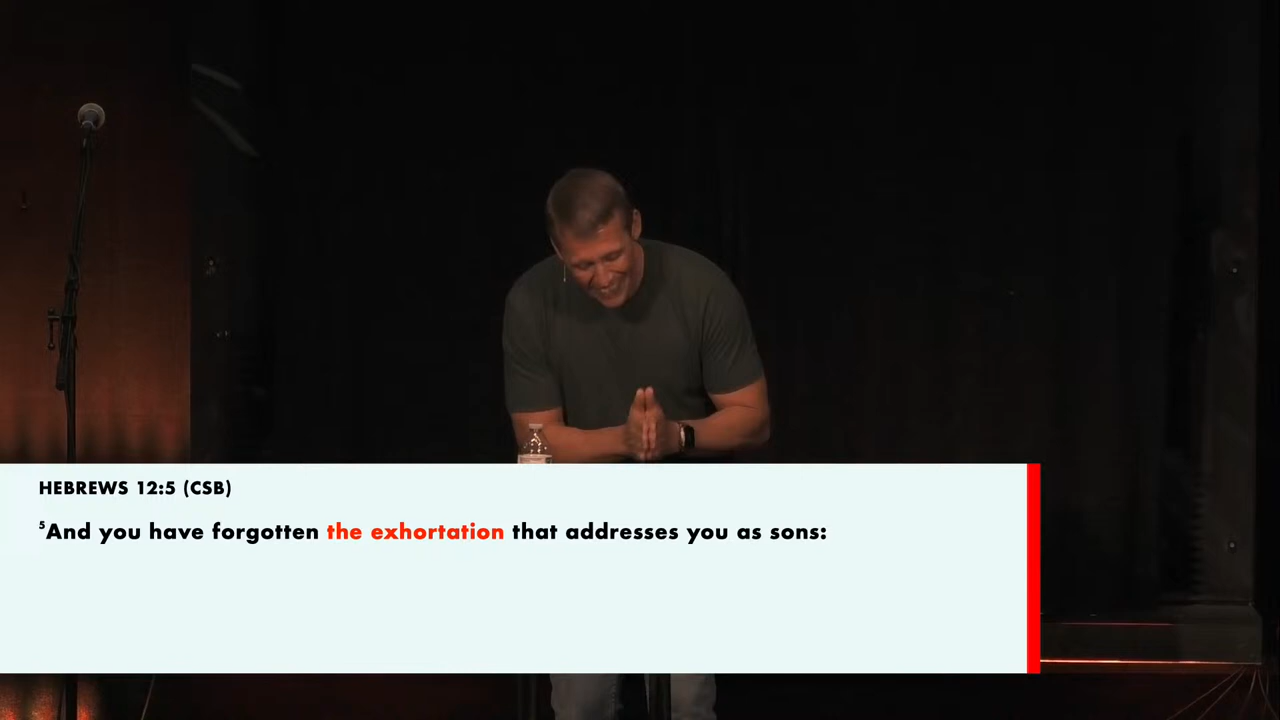 HEBREWS 12:5 (CSB)
⁵And you have forgotten the exhortation that addresses you as sons: